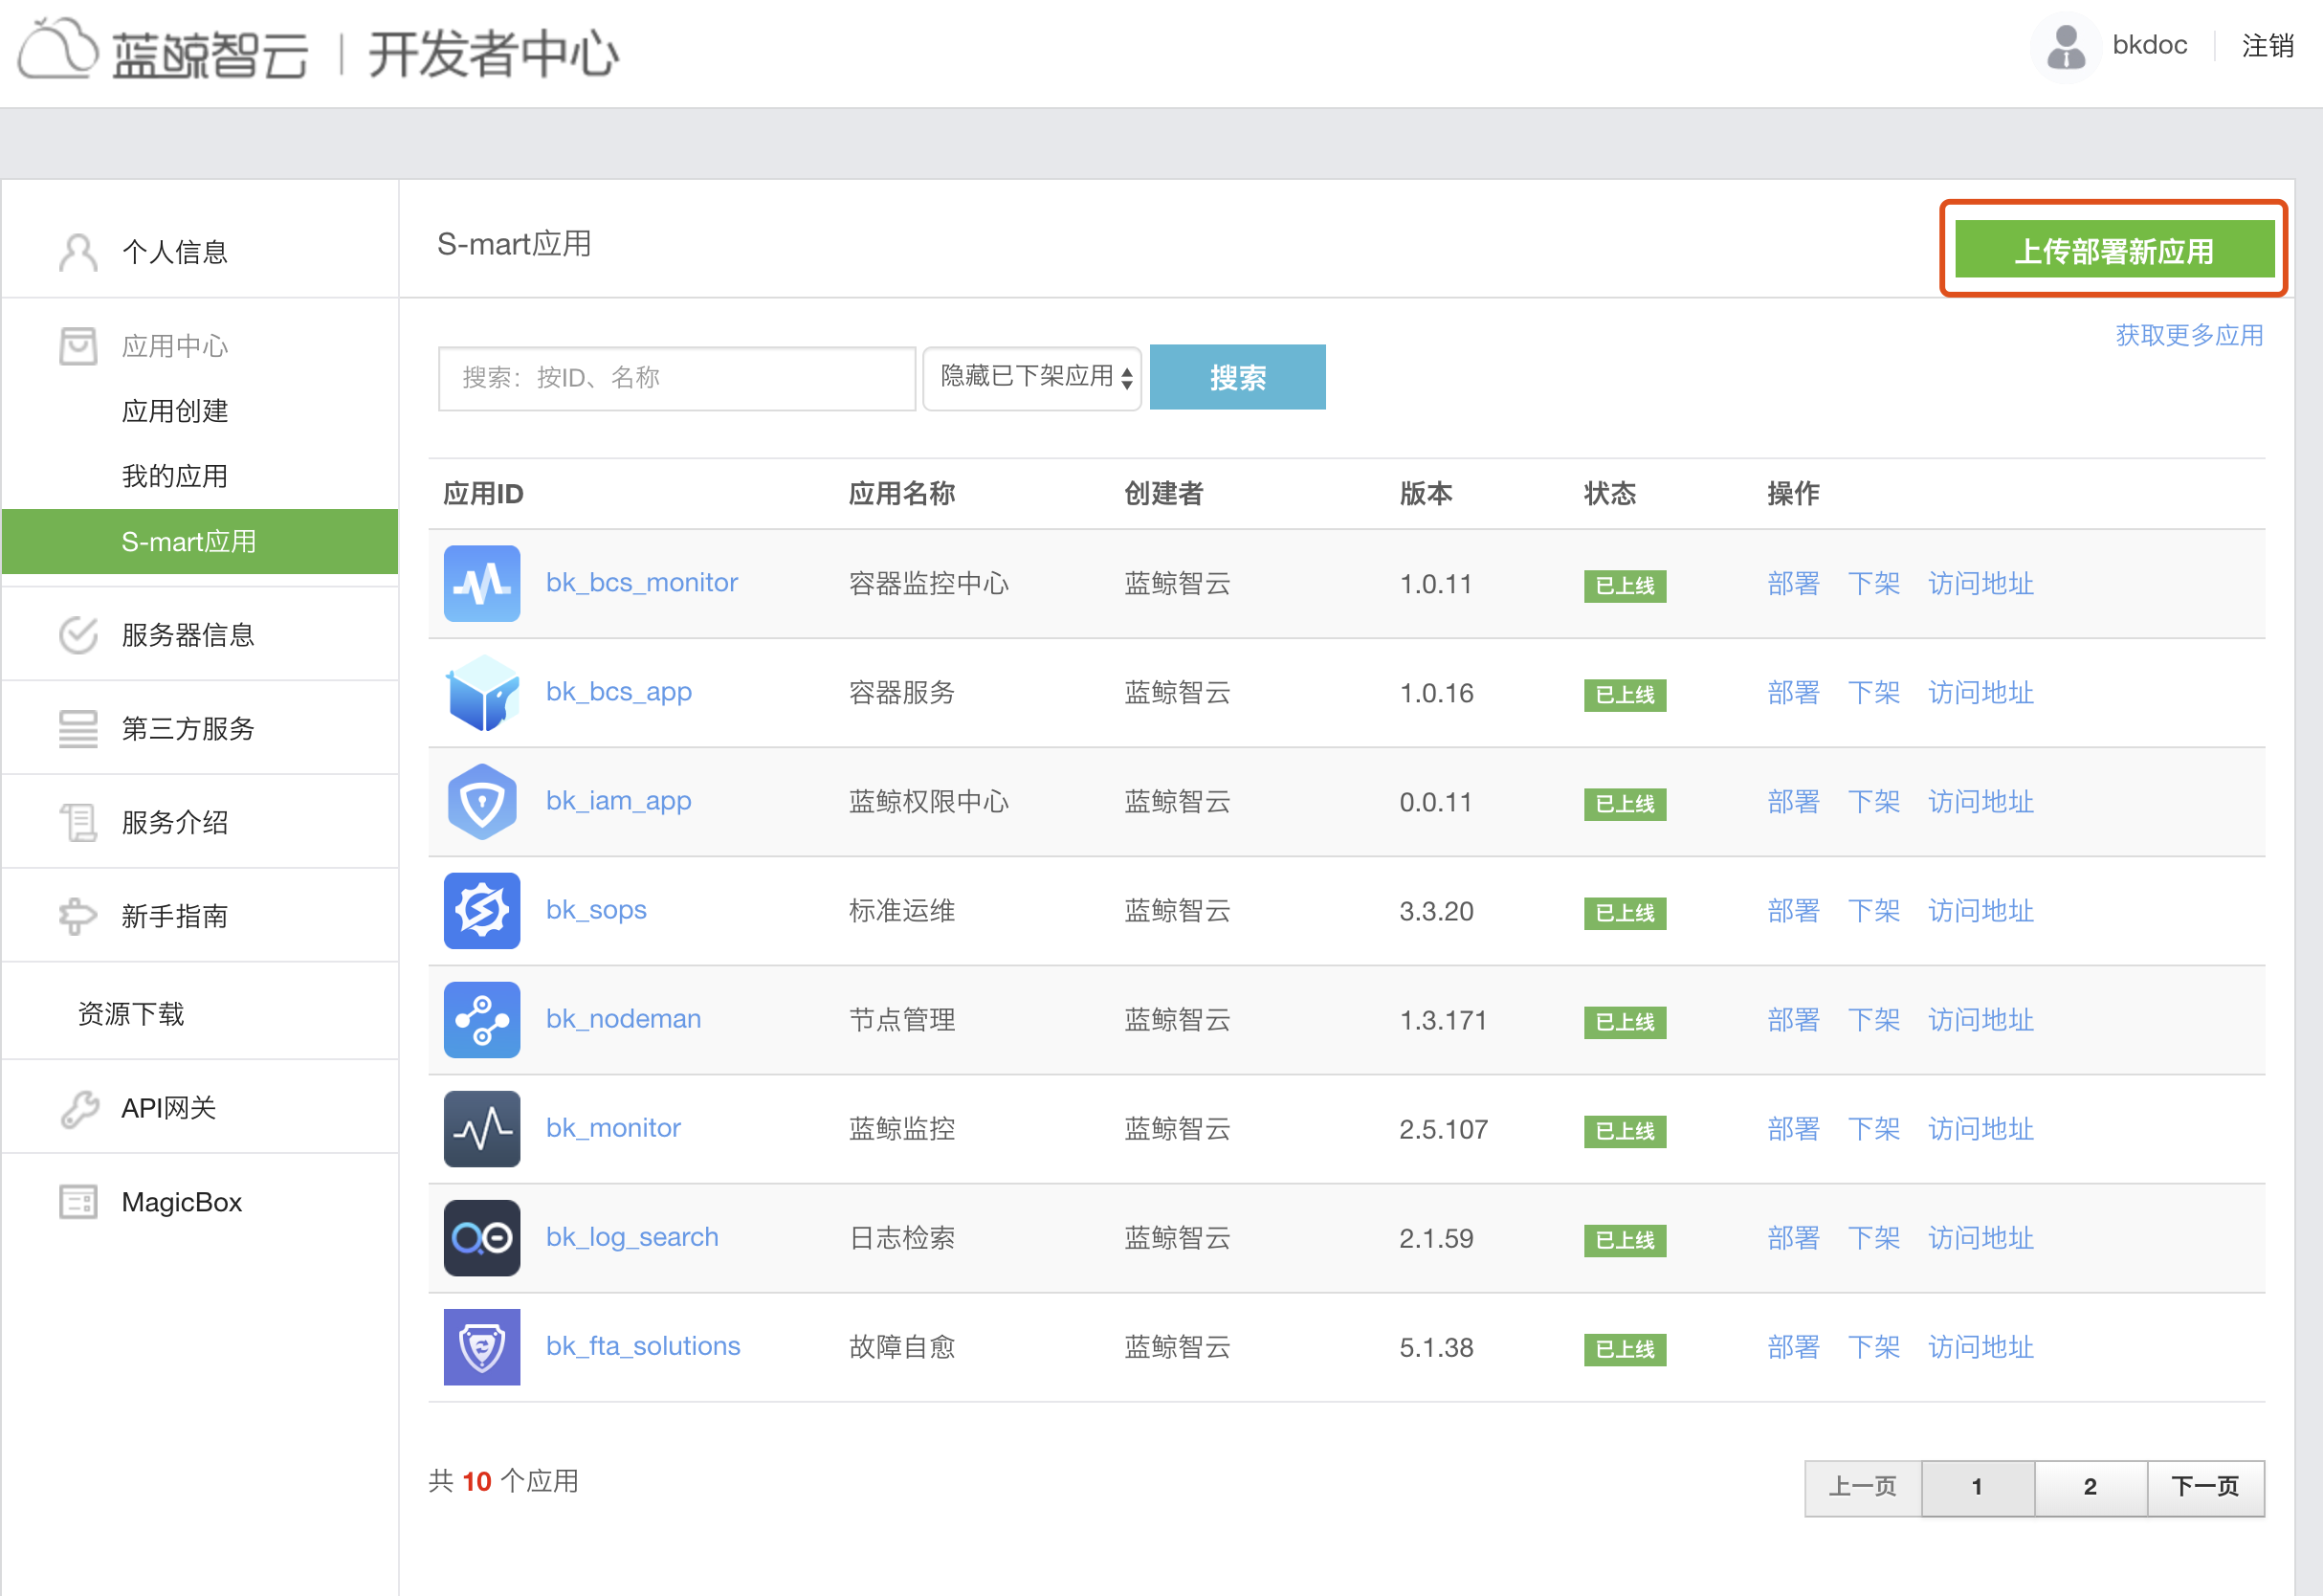 蓝鲸智云 | 开发者中心
bkdoc
注销
个人信息
应用中心
应用创建
我的应用
S-mart应用
服务器信息
第三方服务
服务介绍
新手指南
资源下载
API网关
MagicBox
S-mart应用
上传部署新应用
获取更多应用
搜索：按ID、名称
隐藏已下架应用
搜索
应用ID 应用名称 创建者 版本 状态 操作
bk_bcs_monitor 容器监控中心 蓝鲸智云 1.0.11 已上线 部署 下架 访问地址
bk_bcs_app 容器服务 蓝鲸智云 1.0.16 已上线 部署 下架 访问地址
bk_iam_app 蓝鲸权限中心 蓝鲸智云 0.0.11 已上线 部署 下架 访问地址
bk_sops 标准运维 蓝鲸智云 3.3.20 已上线 部署 下架 访问地址
bk_nodeman 节点管理 蓝鲸智云 1.3.171 已上线 部署 下架 访问地址
bk_monitor 蓝鲸监控 蓝鲸智云 2.5.107 已上线 部署 下架 访问地址
bk_log_search 日志检索 蓝鲸智云 2.1.59 已上线 部署 下架 访问地址
bk_fta_solutions 故障自愈 蓝鲸智云 5.1.38 已上线 部署 下架 访问地址
共 10 个应用
上一页 1 2 下一页